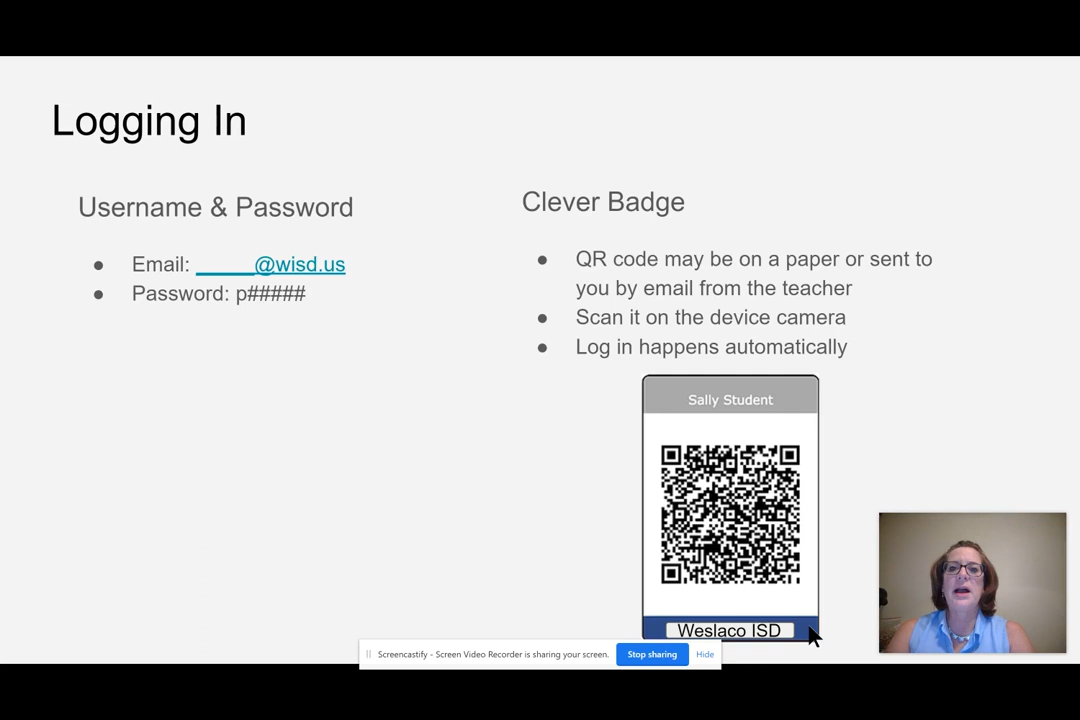 Logging In
Username & Password
● Email: _____@wisd.us
● Password: p#####
Clever Badge
● QR code may be on a paper or sent to
you by email from the teacher
● Scan it on the device camera
● Log in happens automatically
Sally Student
Weslaco ISD
Screencastify - Screen Video Recorder is sharing your screen. Stop sharing Hide